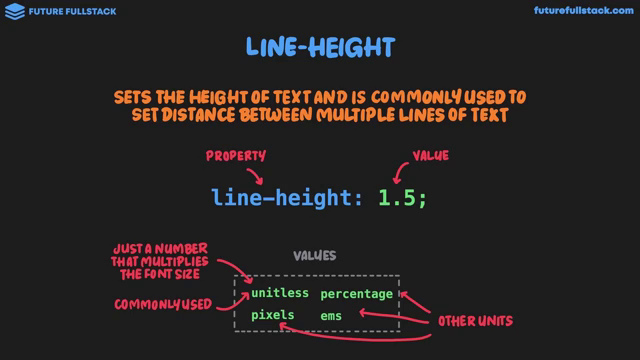 FUTURE FULLSTACK
futurefullstack.com
LINE-HEIGHT
SETS THE HEIGHT OF TEXT AND IS COMMONLY USED TO
SET DISTANCE BETWEEN MULTIPLE LINES OF TEXT
PROPERTY
VALUE
line-height: 1.5;
JUST A NUMBER
THAT MULTIPLIES
THE FONT SIZE
COMMONLY USED
VALUES
unitless percentage
pixels ems
OTHER UNITS